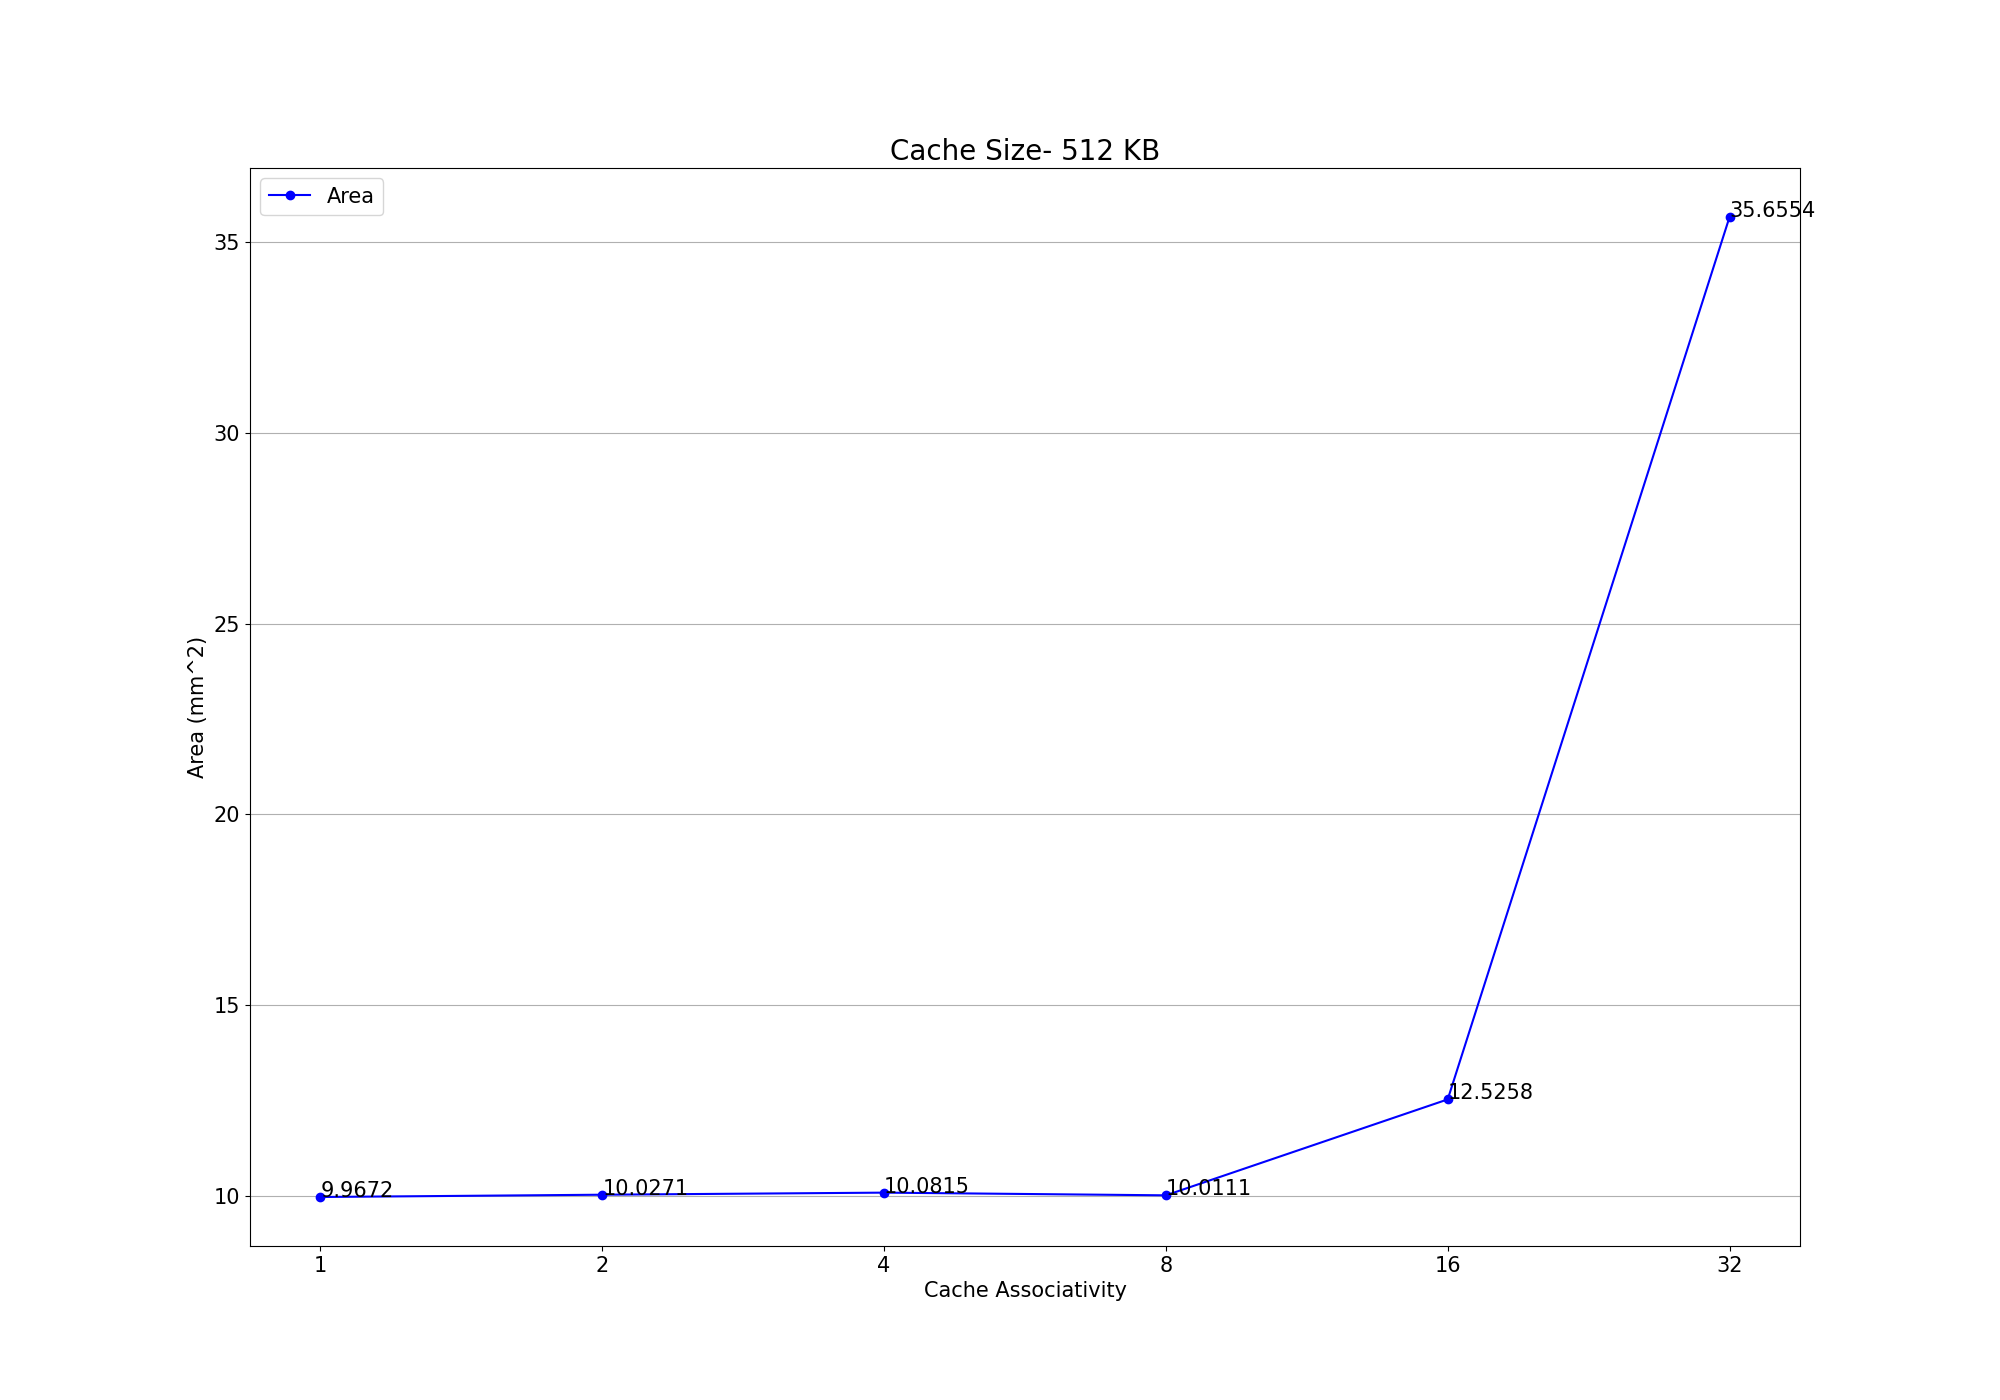 Cache Size- 512 KB
Area
35.6554
35
30
25
20
15
10
Area (mm^2)
12.5258
9.9672
10.0271
10.0815
10.0111
1 2 4 8 16 32
Cache Associativity